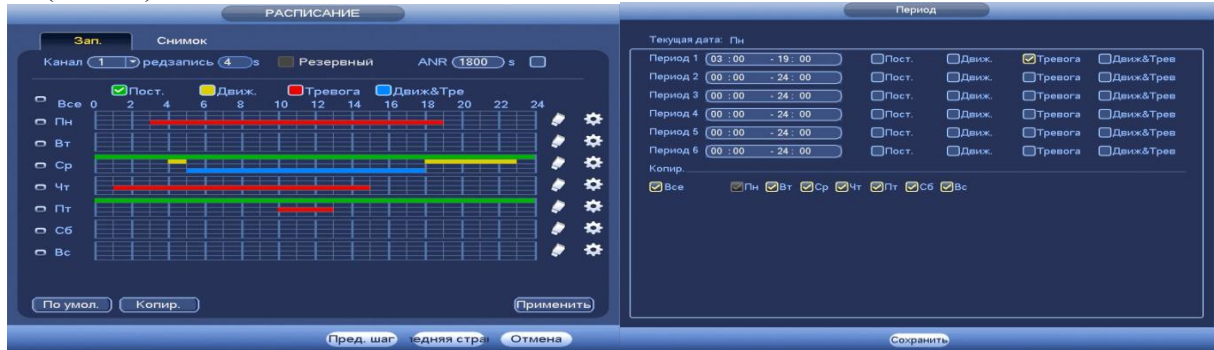 РАСПИСАНИЕ
Зап. Снимок
Канал 1 редзапись 4 s Резервный ANR 1800 s
Пост. Движ. Тревога Движ&Тре
Все 0 2 4 6 8 10 12 14 16 18 20 22 24
Пн
Вт
Ср
Чт
Пт
Сб
Вс
По умол. Копир. Применить
Пред. шаг едняя стра Отмена
Период
Текущая дата: Пн
Период 1 03 :00 - 19 : 00 Пост. Движ. Тревога Движ&Трев
Период 2 00 :00 - 24 : 00 Пост. Движ. Тревога Движ&Трев
Период 3 00 :00 - 24 : 00 Пост. Движ. Тревога Движ&Трев
Период 4 00 :00 - 24 : 00 Пост. Движ. Тревога Движ&Трев
Период 5 00 :00 - 24 : 00 Пост. Движ. Тревога Движ&Трев
Период 6 00 :00 - 24 : 00 Пост. Движ. Тревога Движ&Трев
Копир.
Все Пн Вт Ср Чт Пт Сб Вс
Сохранить